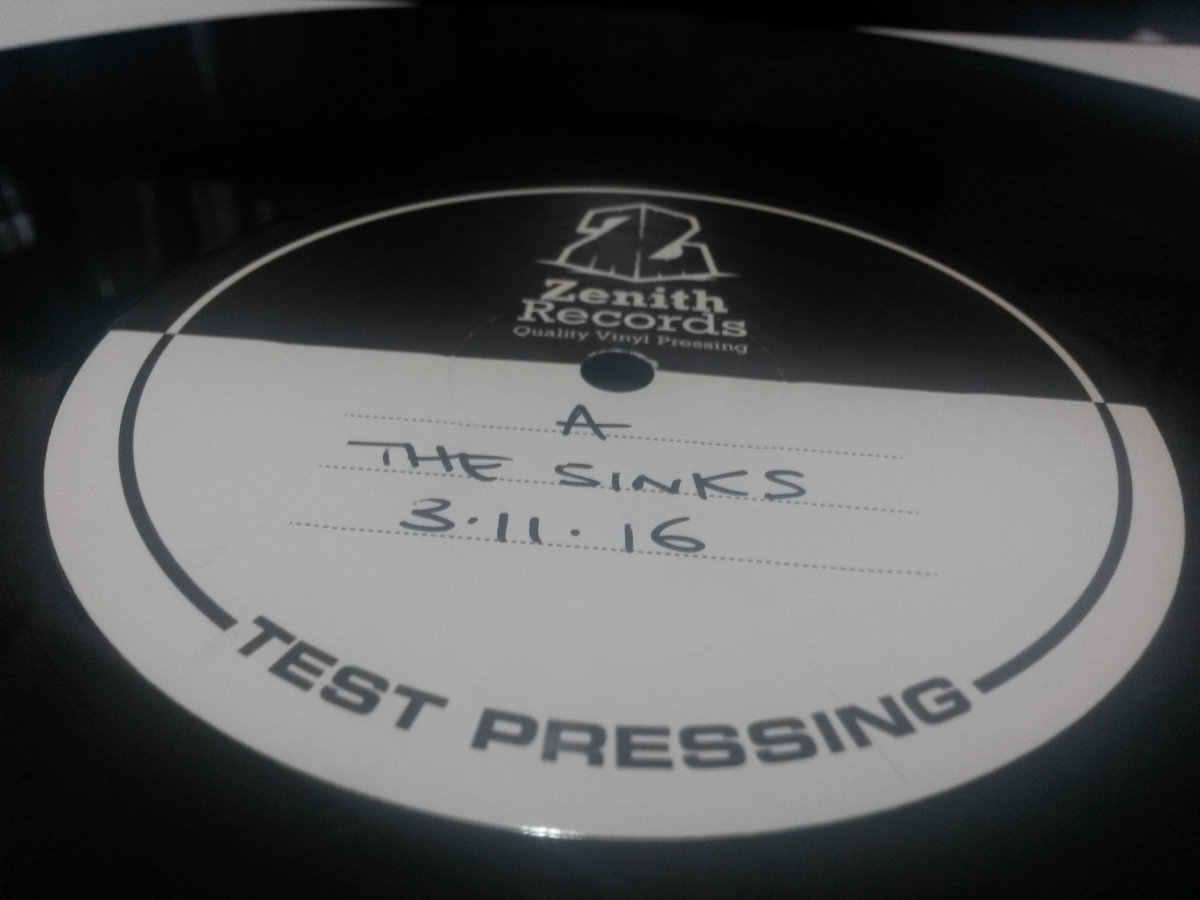 Zenith
Records
Quality Vinyl Pressing
A
THE SINKS
3.11.16
TEST PRESSING